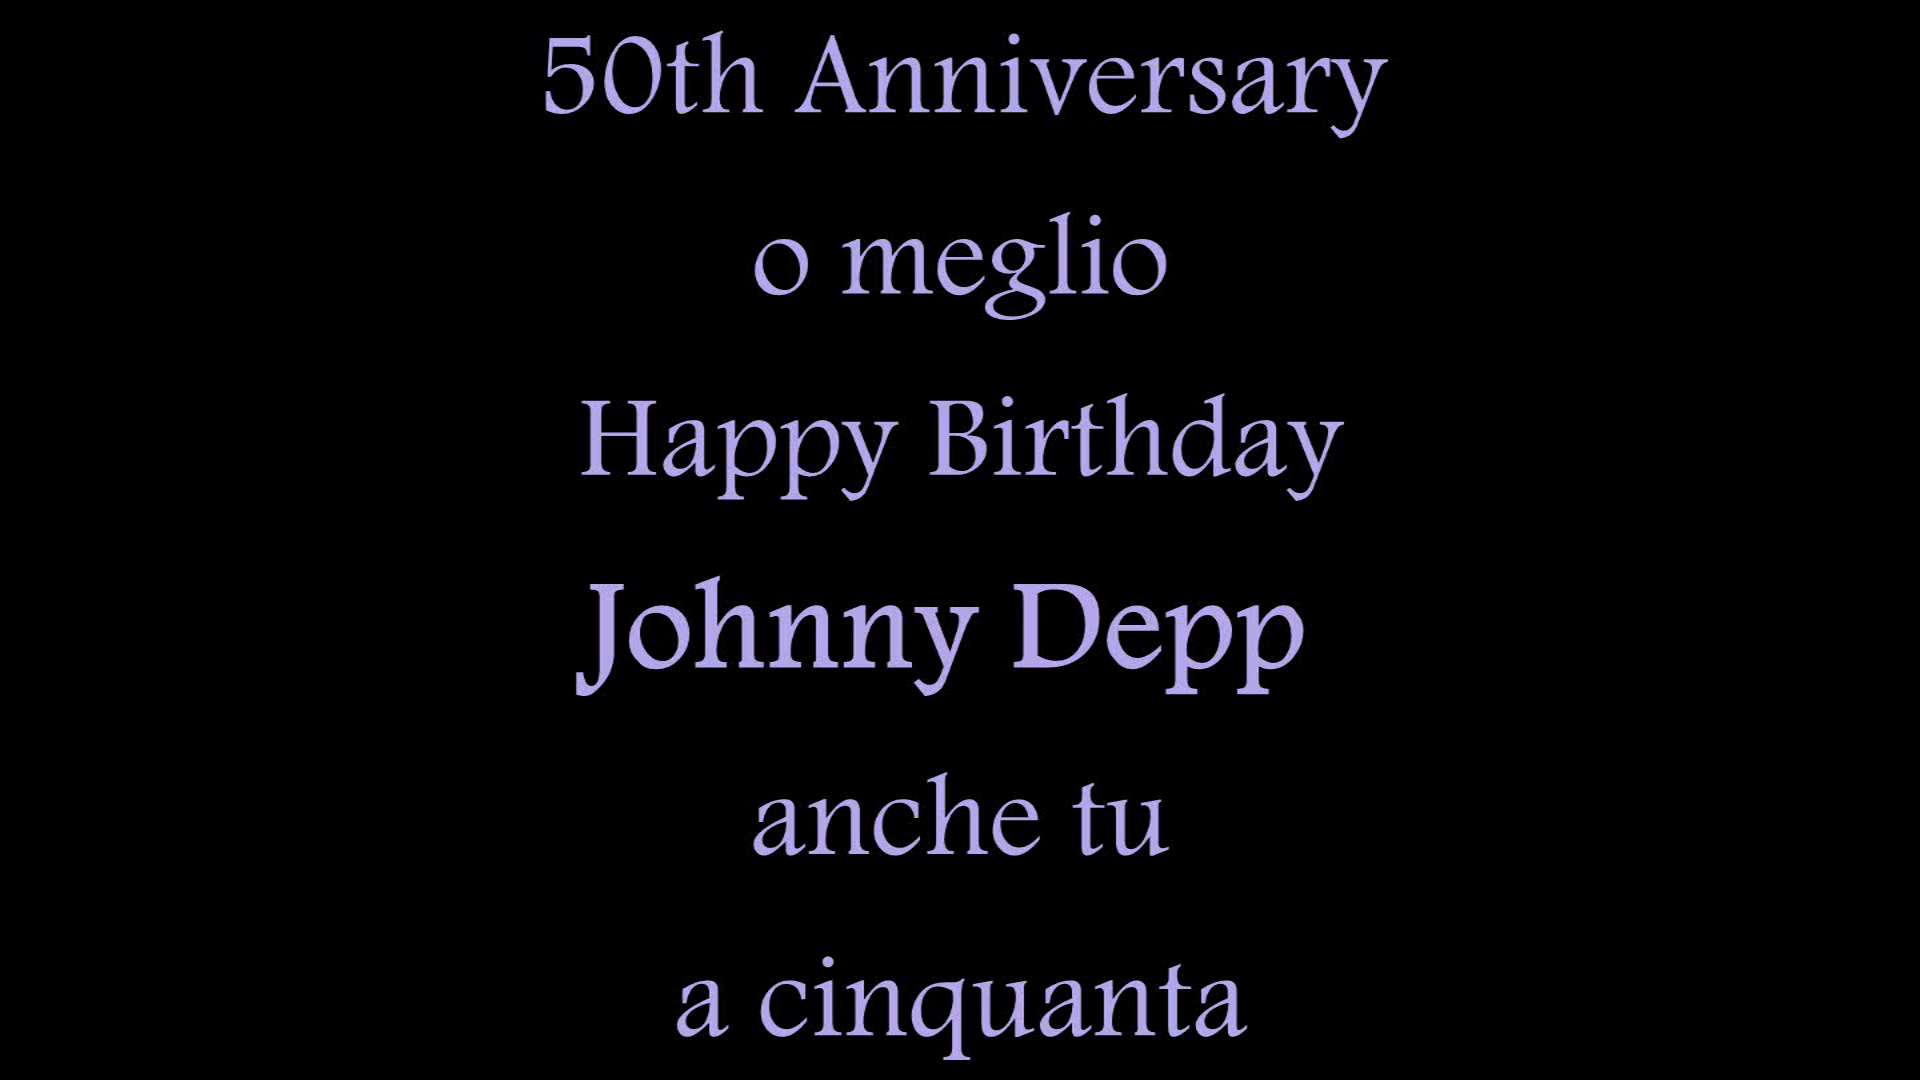 50th Anniversary
o meglio
Happy Birthday
Johnny Depp
anche tu
a cinquanta